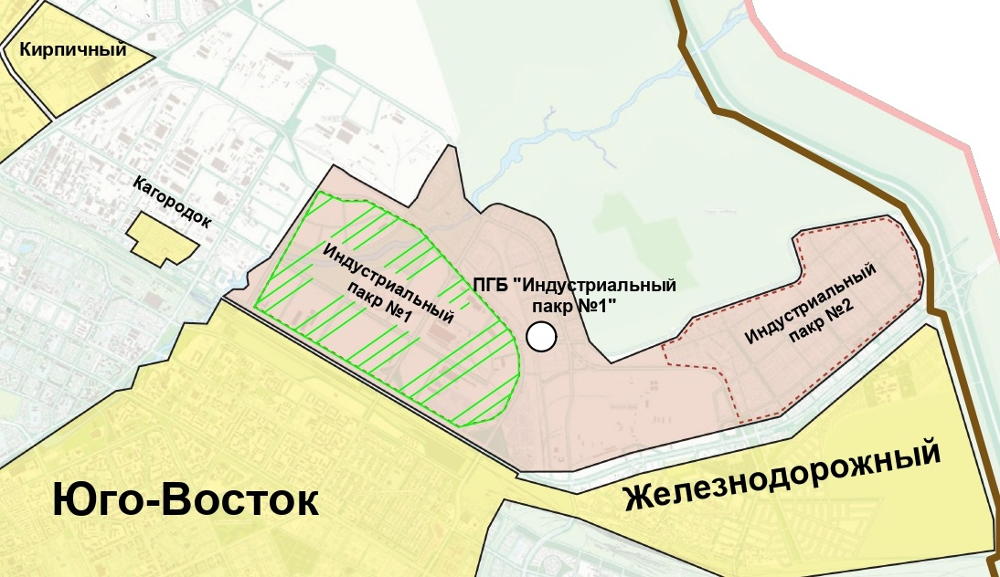 Кирпичный
Кагородок
Индустриальный
пакр №1
ПГБ "Индустриальный
пакр №1"
Индустриальный
пакр №2
Юго-Восток
Железнодорожный